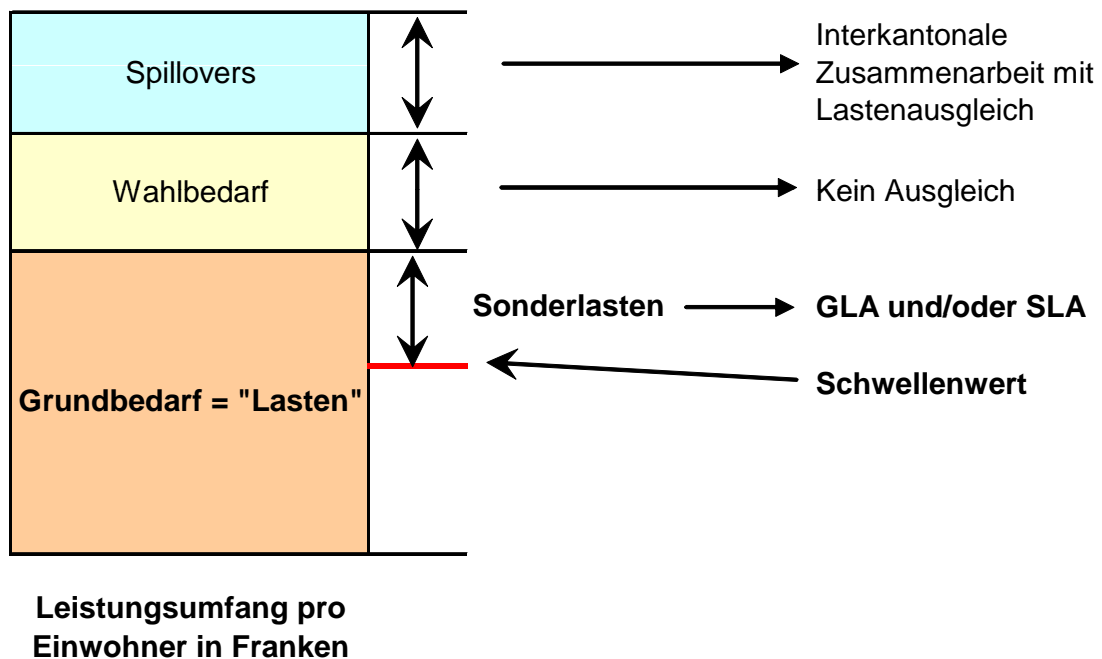 Spillovers
Interkantonale
Zusammenarbeit mit
Lastenausgleich
Wahlbedarf
Kein Ausgleich
Sonderlasten
GLA und/oder SLA
Schwellenwert
Grundbedarf = "Lasten"
Leistungsumfang pro
Einwohner in Franken